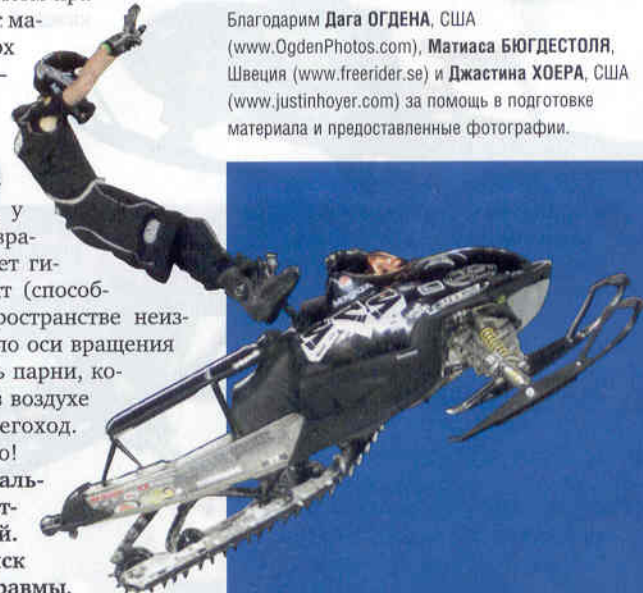 Благодарим Дага ОГДЕНА, США
(www.OgdenPhotos.com), Матиаса БЮГДЕСТОЛЯ,
Швеция (www.freerider.se) и Джастина ХОЕРА, США
(www.justinhoyer.com) за помощь в подготовке
материала и предоставленные фотографии.
с ма-
у
вра-
ет ги-
т (способ-
ространстве неиз-
по оси вращения
ь парни, ко-
в воздухе
егоход.
о!
аль-
т-
й.
ск
равмы.